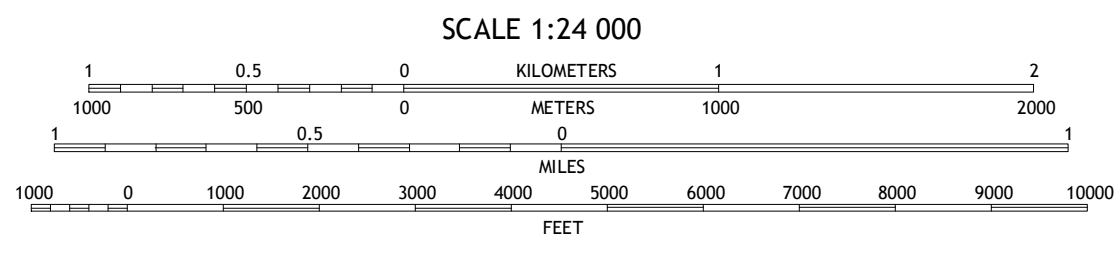 SCALE 1:24 000
1 0.5 0 KILOMETERS 1 2
1000 500 0 METERS 1000 2000
1 0.5 0 1
MILES
1000 0 1000 2000 3000 4000 5000 6000 7000 8000 9000 10000
FEET